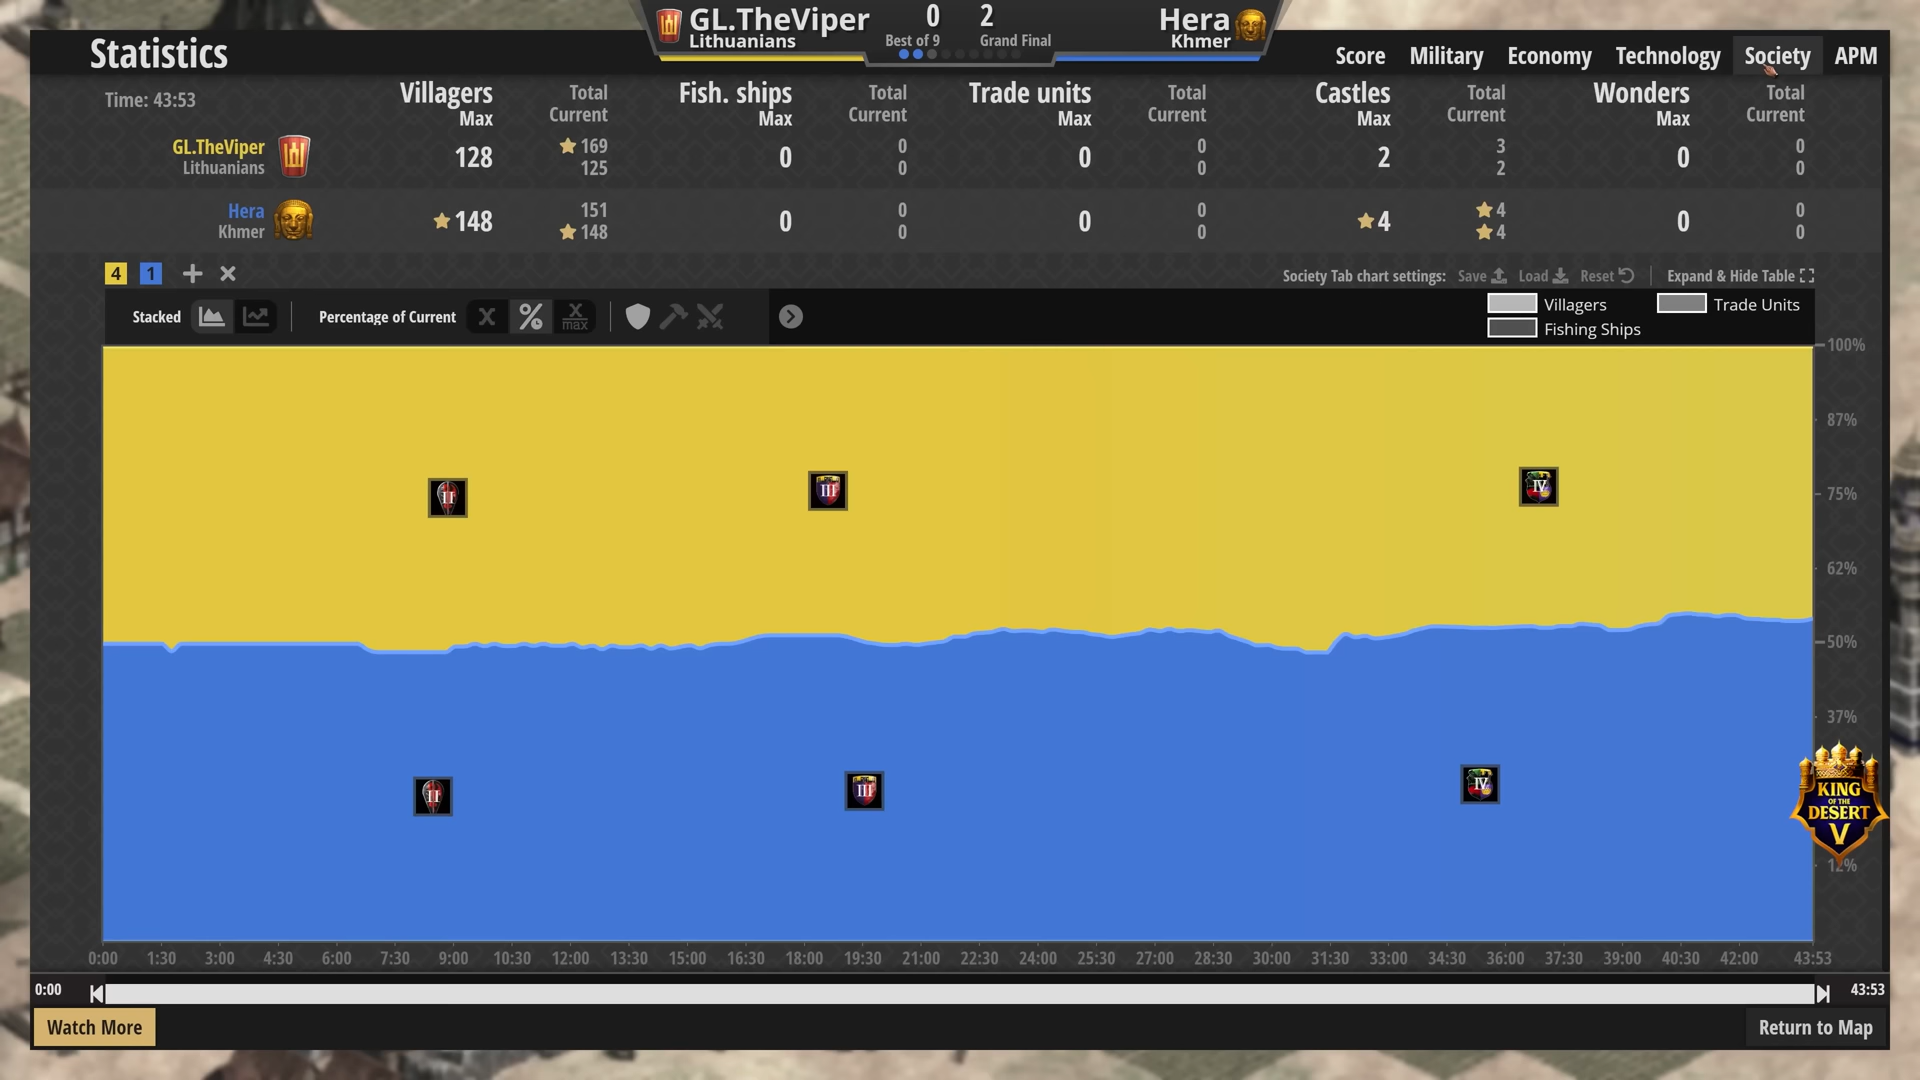 GL.TheViper 0 2 Hera
Lithuanians Best of 9 Grand Final Khmer
Statistics Score Military Economy Technology Society APM
Time: 43:53 Villagers Total Fish. ships Total Trade units Total Castles Total Wonders Total
Max Current Max Current Max Current Max Current Max Current
GL.TheViper 128 169 0 0 0 0 2 3 0 0
Lithuanians 125 0 0 2 0
Hera 148 151 0 0 0 0 4 4 0 0
Khmer 148 0 0 4 0
4 1 Society Tab chart settings: Save Load Reset Expand & Hide Table
Stacked Percentage of Current X % X max Villagers Trade Units
Fishing Ships
100%
87%
II III IV 75%
62%
50%
37%
II III IV
KING
OF THE
DESERT
V
12%
0:00 1:30 3:00 4:30 6:00 7:30 9:00 10:30 12:00 13:30 15:00 16:30 18:00 19:30 21:00 22:30 24:00 25:30 27:00 28:30 30:00 31:30 33:00 34:30 36:00 37:30 39:00 40:30 42:00 43:53
0:00 43:53
Watch More Return to Map